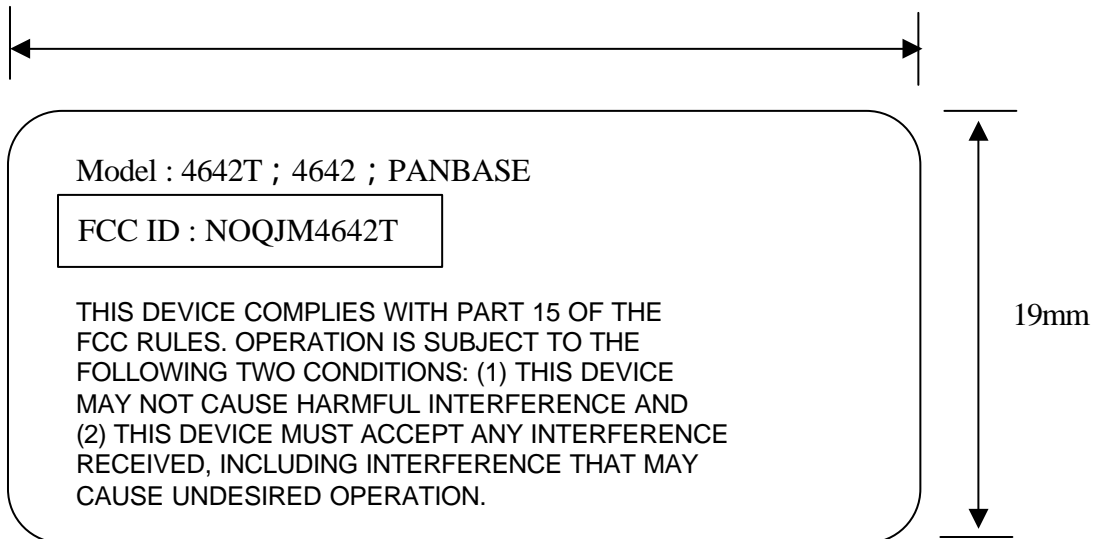 Model : 4642T ; 4642 ; PANBASE
FCC ID : NOQJM4642T
THIS DEVICE COMPLIES WITH PART 15 OF THE
FCC RULES. OPERATION IS SUBJECT TO THE
FOLLOWING TWO CONDITIONS: (1) THIS DEVICE
MAY NOT CAUSE HARMFUL INTERFERENCE AND
(2) THIS DEVICE MUST ACCEPT ANY INTERFERENCE
RECEIVED, INCLUDING INTERFERENCE THAT MAY
CAUSE UNDESIRED OPERATION.
19mm